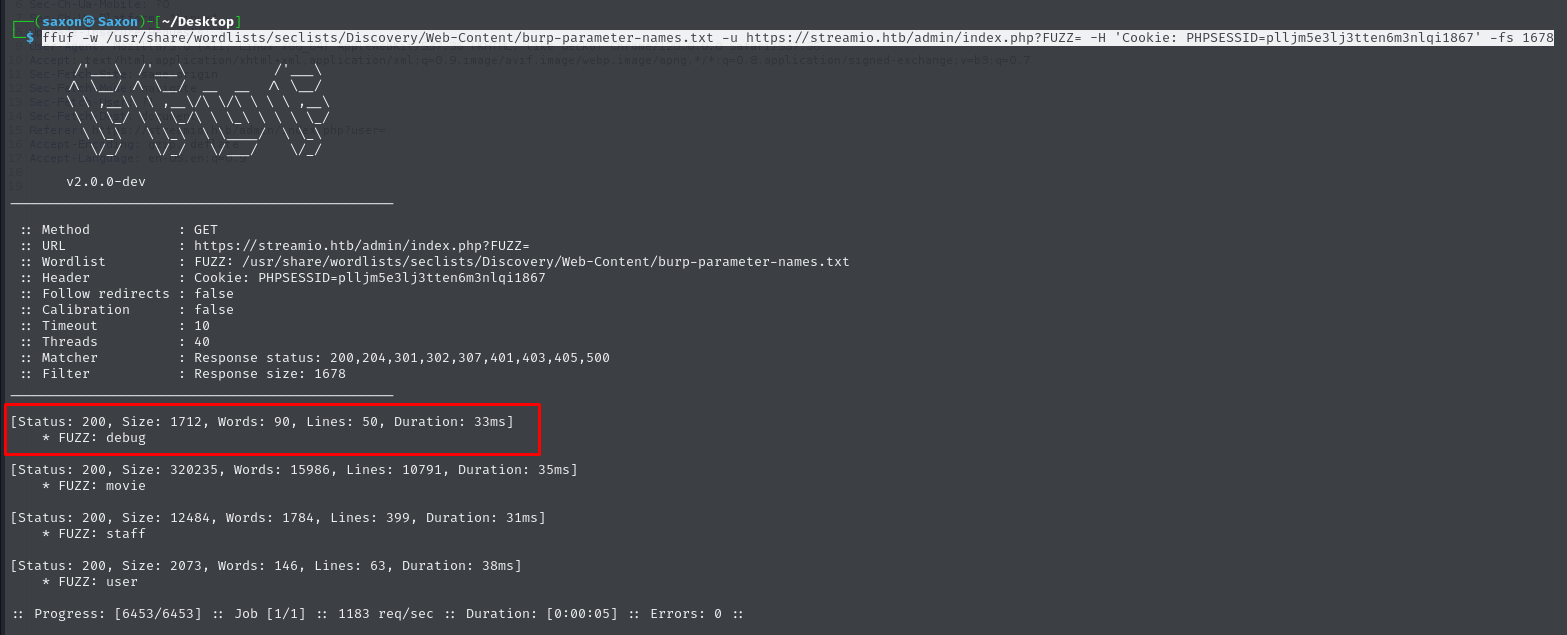 (saxon㉿Saxon)-[~/Desktop]
$ ffuf -w /usr/share/wordlists/seclists/Discovery/Web-Content/burp-parameter-names.txt -u https://streamio.htb/admin/index.php?FUZZ= -H 'Cookie: PHPSESSID=plljm5e3lj3tten6m3nlqi1867' -fs 1678
v2.0.0-dev
:: Method : GET
:: URL : https://streamio.htb/admin/index.php?FUZZ=
:: Wordlist : FUZZ: /usr/share/wordlists/seclists/Discovery/Web-Content/burp-parameter-names.txt
:: Header : Cookie: PHPSESSID=plljm5e3lj3tten6m3nlqi1867
:: Follow redirects : false
:: Calibration : false
:: Timeout : 10
:: Threads : 40
:: Matcher : Response status: 200,204,301,302,307,401,403,405,500
:: Filter : Response size: 1678
[Status: 200, Size: 1712, Words: 90, Lines: 50, Duration: 33ms]
* FUZZ: debug
[Status: 200, Size: 320235, Words: 15986, Lines: 10791, Duration: 35ms]
* FUZZ: movie
[Status: 200, Size: 12484, Words: 1784, Lines: 399, Duration: 31ms]
* FUZZ: staff
[Status: 200, Size: 2073, Words: 146, Lines: 63, Duration: 38ms]
* FUZZ: user
:: Progress: [6453/6453] :: Job [1/1] :: 1183 req/sec :: Duration: [0:00:05] :: Errors: 0 ::